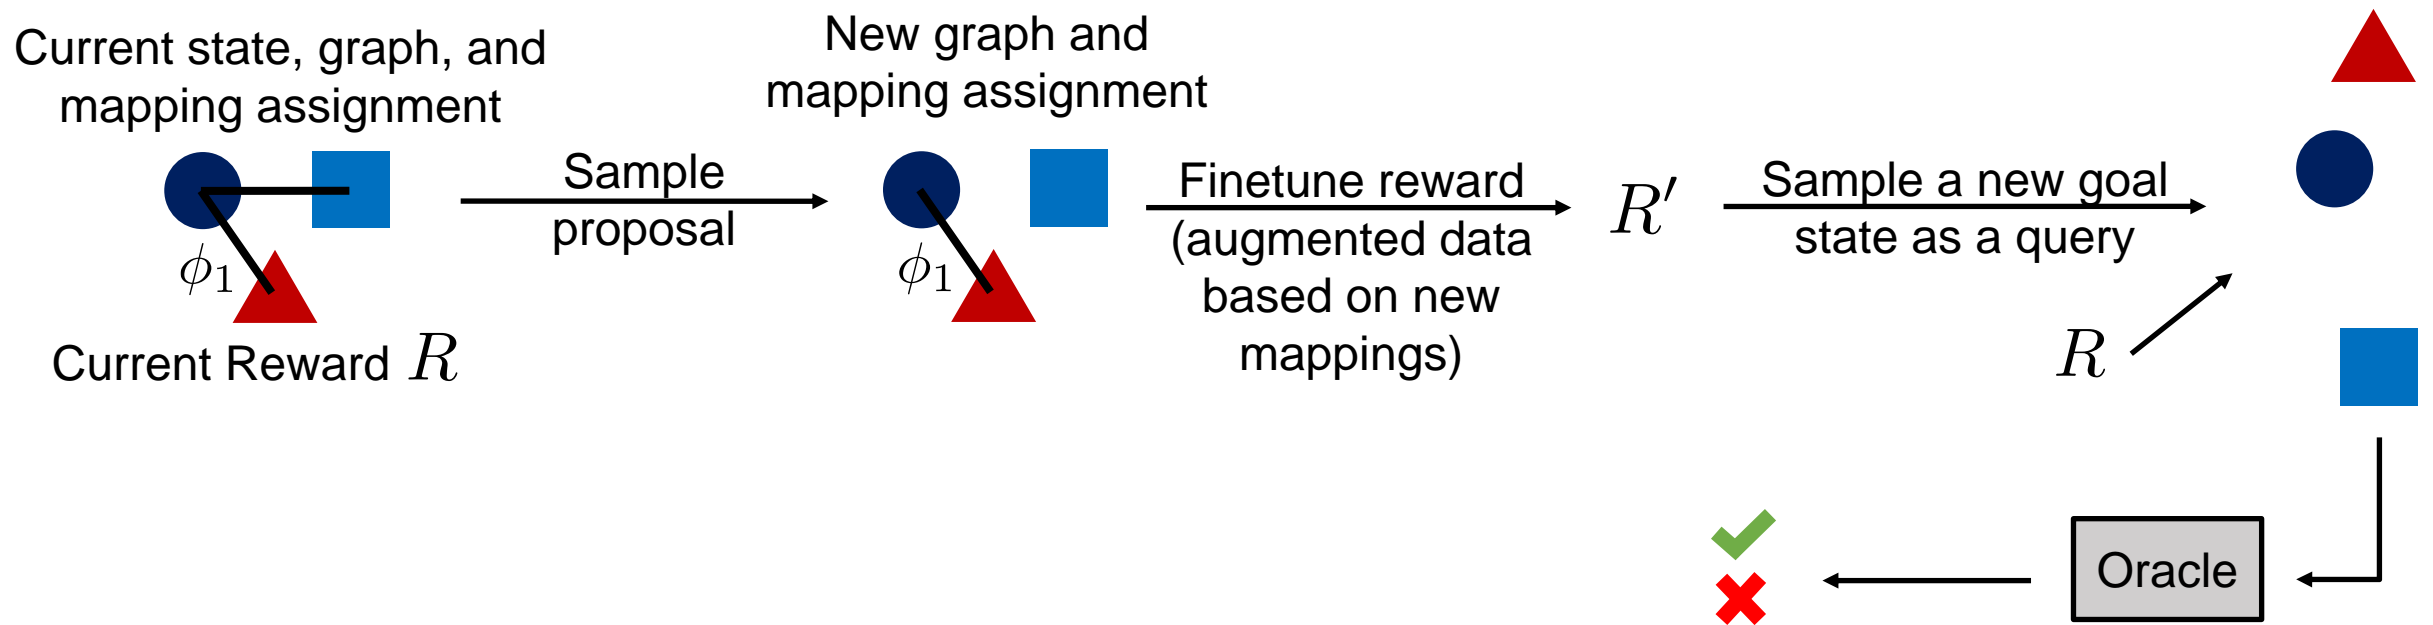 Current state, graph, and
mapping assignment
ϕ₁
Current Reward R
Sample
proposal
New graph and
mapping assignment
ϕ₁
Finetune reward
(augmented data
based on new
mappings)
R′
Sample a new goal
state as a query
R
Oracle